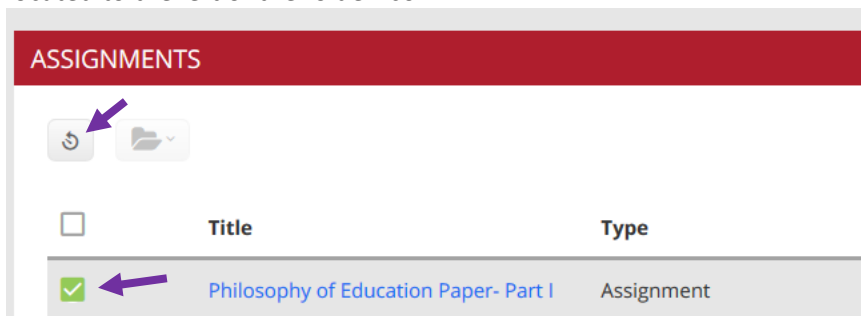 ASSIGNMENTS
Title Type
Philosophy of Education Paper- Part I Assignment